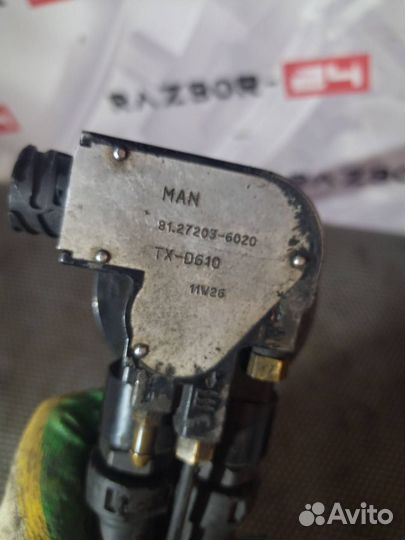 RAZBOR-24
MAN
81.27203-6020
TX-D610
11W26
Avito